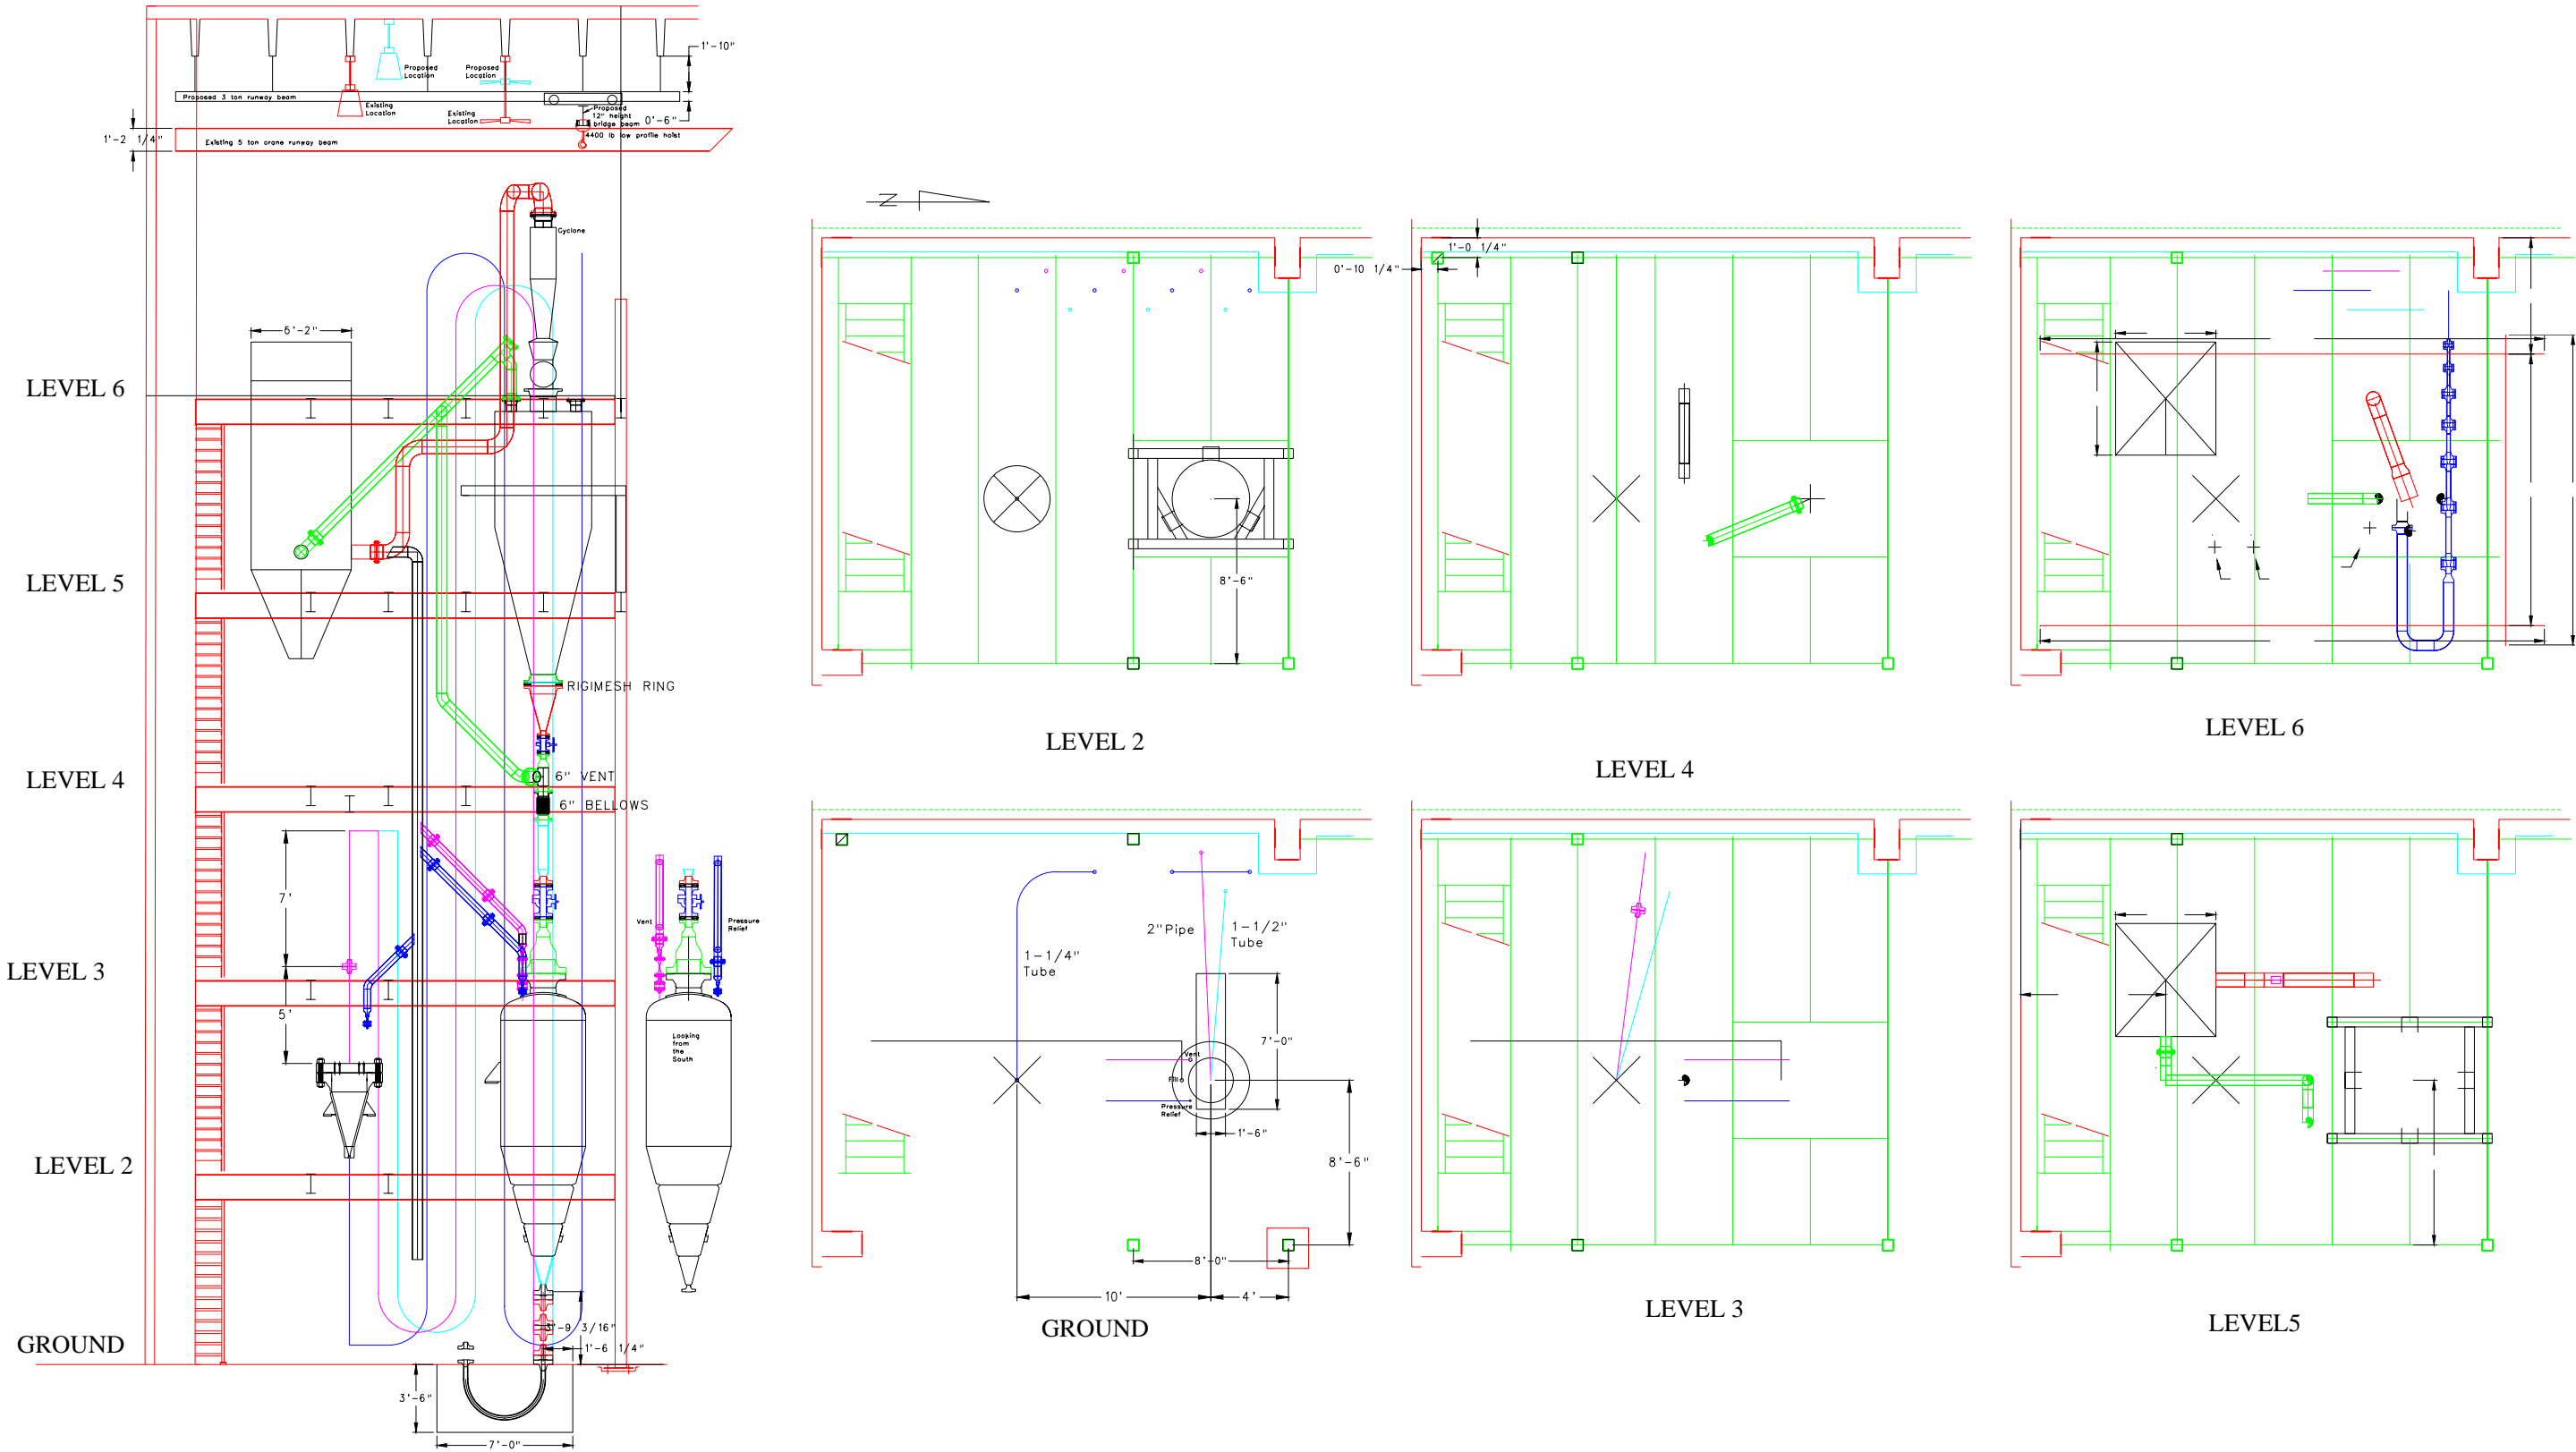 1'-10"
Proposed
Location
Proposed
Location
Proposed 3 ton runway beam
Existing
Location
Existing
Location
Proposed
12" height
bridge beam
0'-6"
4400 lb low profile hoist
1'-2 1/4"
Existing 5 ton crane runway beam
Cyclone
5'-2"
LEVEL 6
LEVEL 5
RIGIMESH RING
LEVEL 4
6" VENT
6" BELLOWS
7'
Vent
Pressure
Relief
LEVEL 3
5'
Looking
from
the
South
LEVEL 2
3'-9 3/16"
1'-6 1/4"
GROUND
3'-6"
7'-0"
N
8'-6"
LEVEL 2
1'-0 1/4"
0'-10 1/4"
LEVEL 4
LEVEL 6
2"Pipe
1-1/2"
Tube
1-1/4"
Tube
7'-0"
Vent
Fill
Pressure
Relief
1'-6"
8'-6"
8'-0"
10'
4'
GROUND
LEVEL 3
LEVEL5